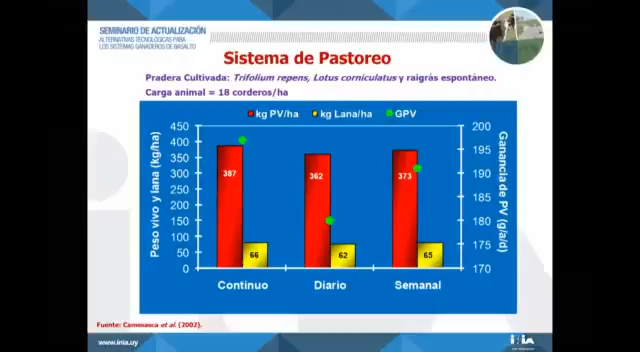 SEMINARIO DE ACTUALIZACIÓN
ALTERNATIVAS TECNOLÓGICAS PARA
LOS SISTEMAS GANADEROS DE BASALTO
Sistema de Pastoreo
Pradera Cultivada: Trifolium repens, Lotus corniculatus y raigrás espontáneo.
Carga animal = 18 corderos/ha
kg PV/ha kg Lana/ha GPV
Peso vivo y lana (kg/ha)
450
400
350
300
250
200
150
100
50
0
387
66
362
62
373
65
200
195
190
185
180
175
170
Ganancia de PV (g/a/d)
Continuo Diario Semanal
Fuente: Camesasca et al. (2002).
www.inia.uy